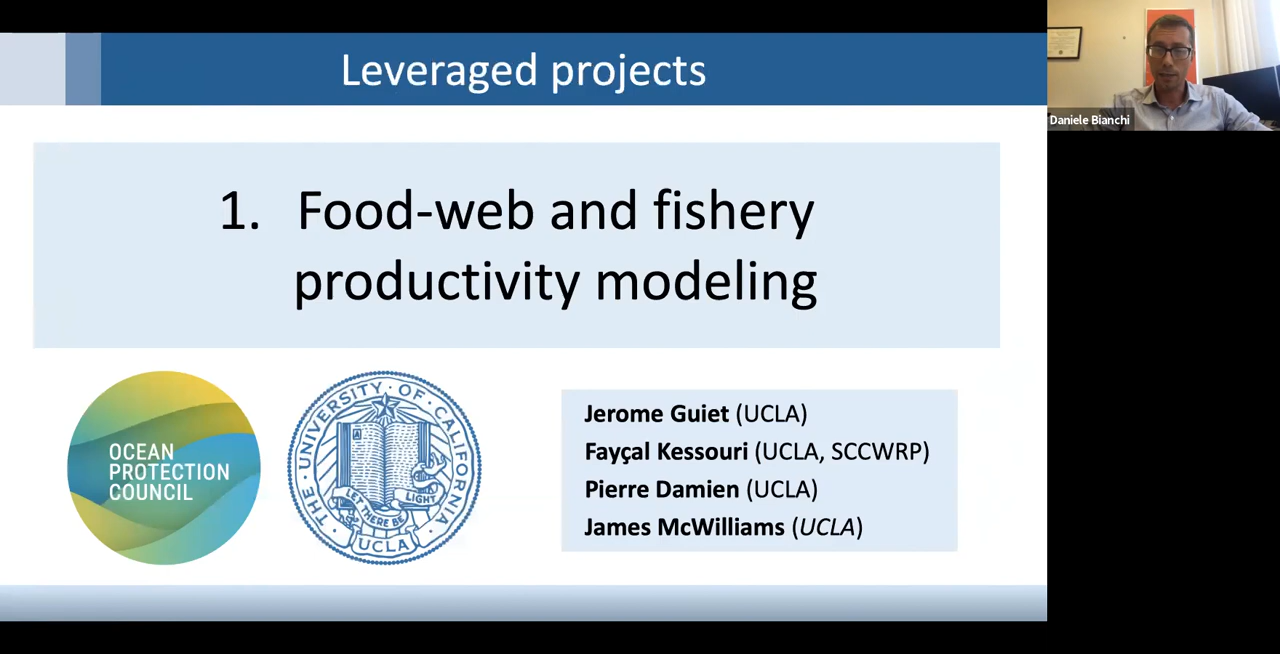 Leveraged projects
Daniele Bianchi
1. Food-web and fishery
productivity modeling
OCEAN
PROTECTION
COUNCIL
THE · UNIVERSITY · OF · CALIFORNIA
A
LET THERE BE
LIGHT
UCLA
Jerome Guiet (UCLA)
Fayçal Kessouri (UCLA, SCCWRP)
Pierre Damien (UCLA)
James McWilliams (UCLA)